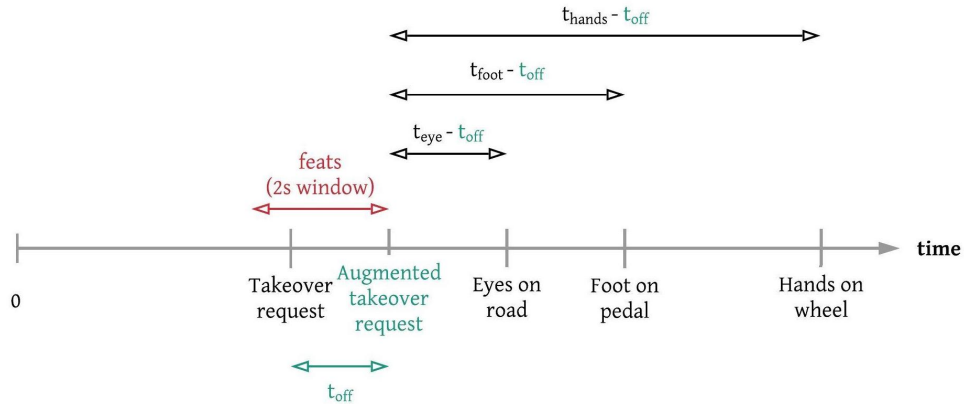 t_hands - t_off
t_foot - t_off
t_eye - t_off
feats
(2s window)
time
0
Takeover
request
Augmented
takeover
request
Eyes on
road
Foot on
pedal
Hands on
wheel
t_off